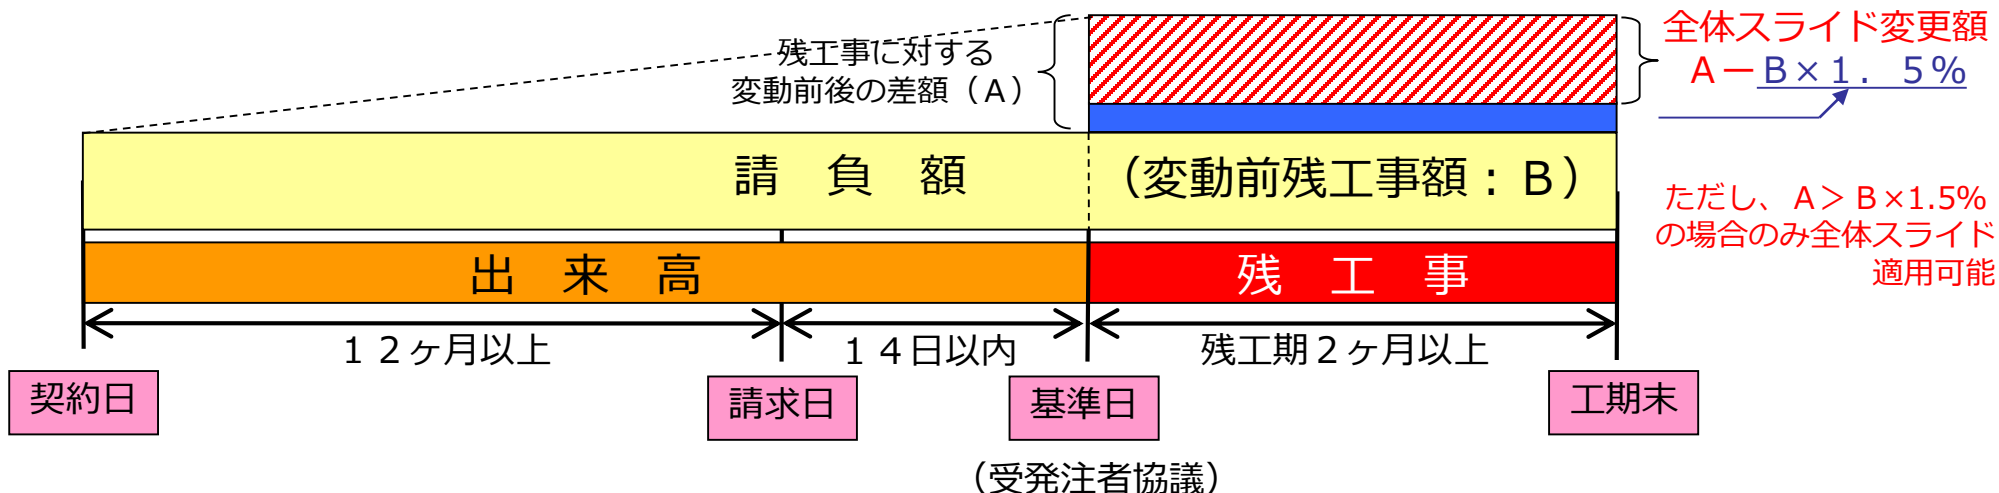 全体スライド変更額
A－B×１．５%
残工事に対する
変動前後の差額（A）
請　負　額
（変動前残工事額：B）
ただし、A＞B×1.5%
の場合のみ全体スライド
適用可能
出　来　高
残　工　事
１２ヶ月以上
１４日以内
残工期２ヶ月以上
契約日
請求日
基準日
工期末
（受発注者協議）